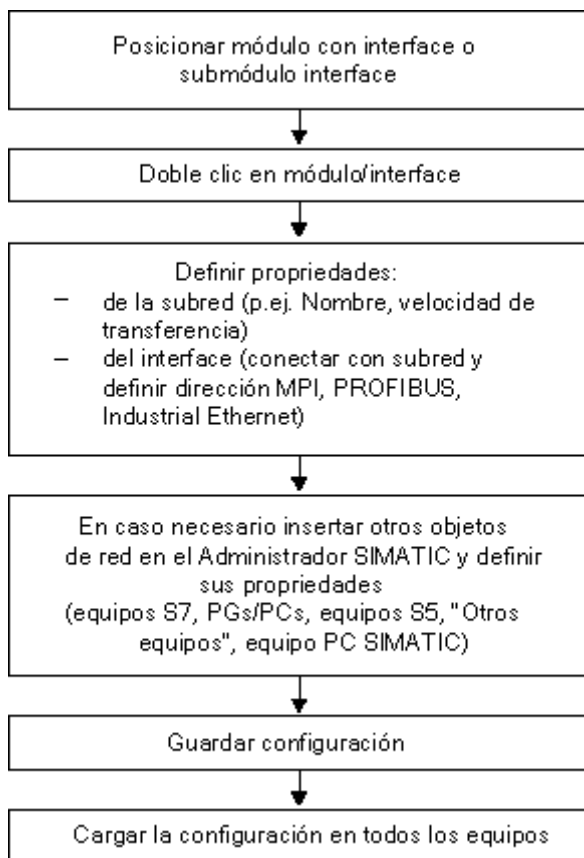 Posicionar módulo con interface o
submódulo interface
Doble clic en módulo/interface
Definir propriedades:
– de la subred (p.ej. Nombre, velocidad de
transferencia)
– del interface (conectar con subred y
definir dirección MPI, PROFIBUS,
Industrial Ethernet)
En caso necesario insertar otros objetos
de red en el Administrador SIMATIC y definir
sus propriedades
(equipos S7, PGs/PCs, equipos S5, "Otros
equipos", equipo PC SIMATIC)
Guardar configuración
Cargar la configuración en todos los equipos